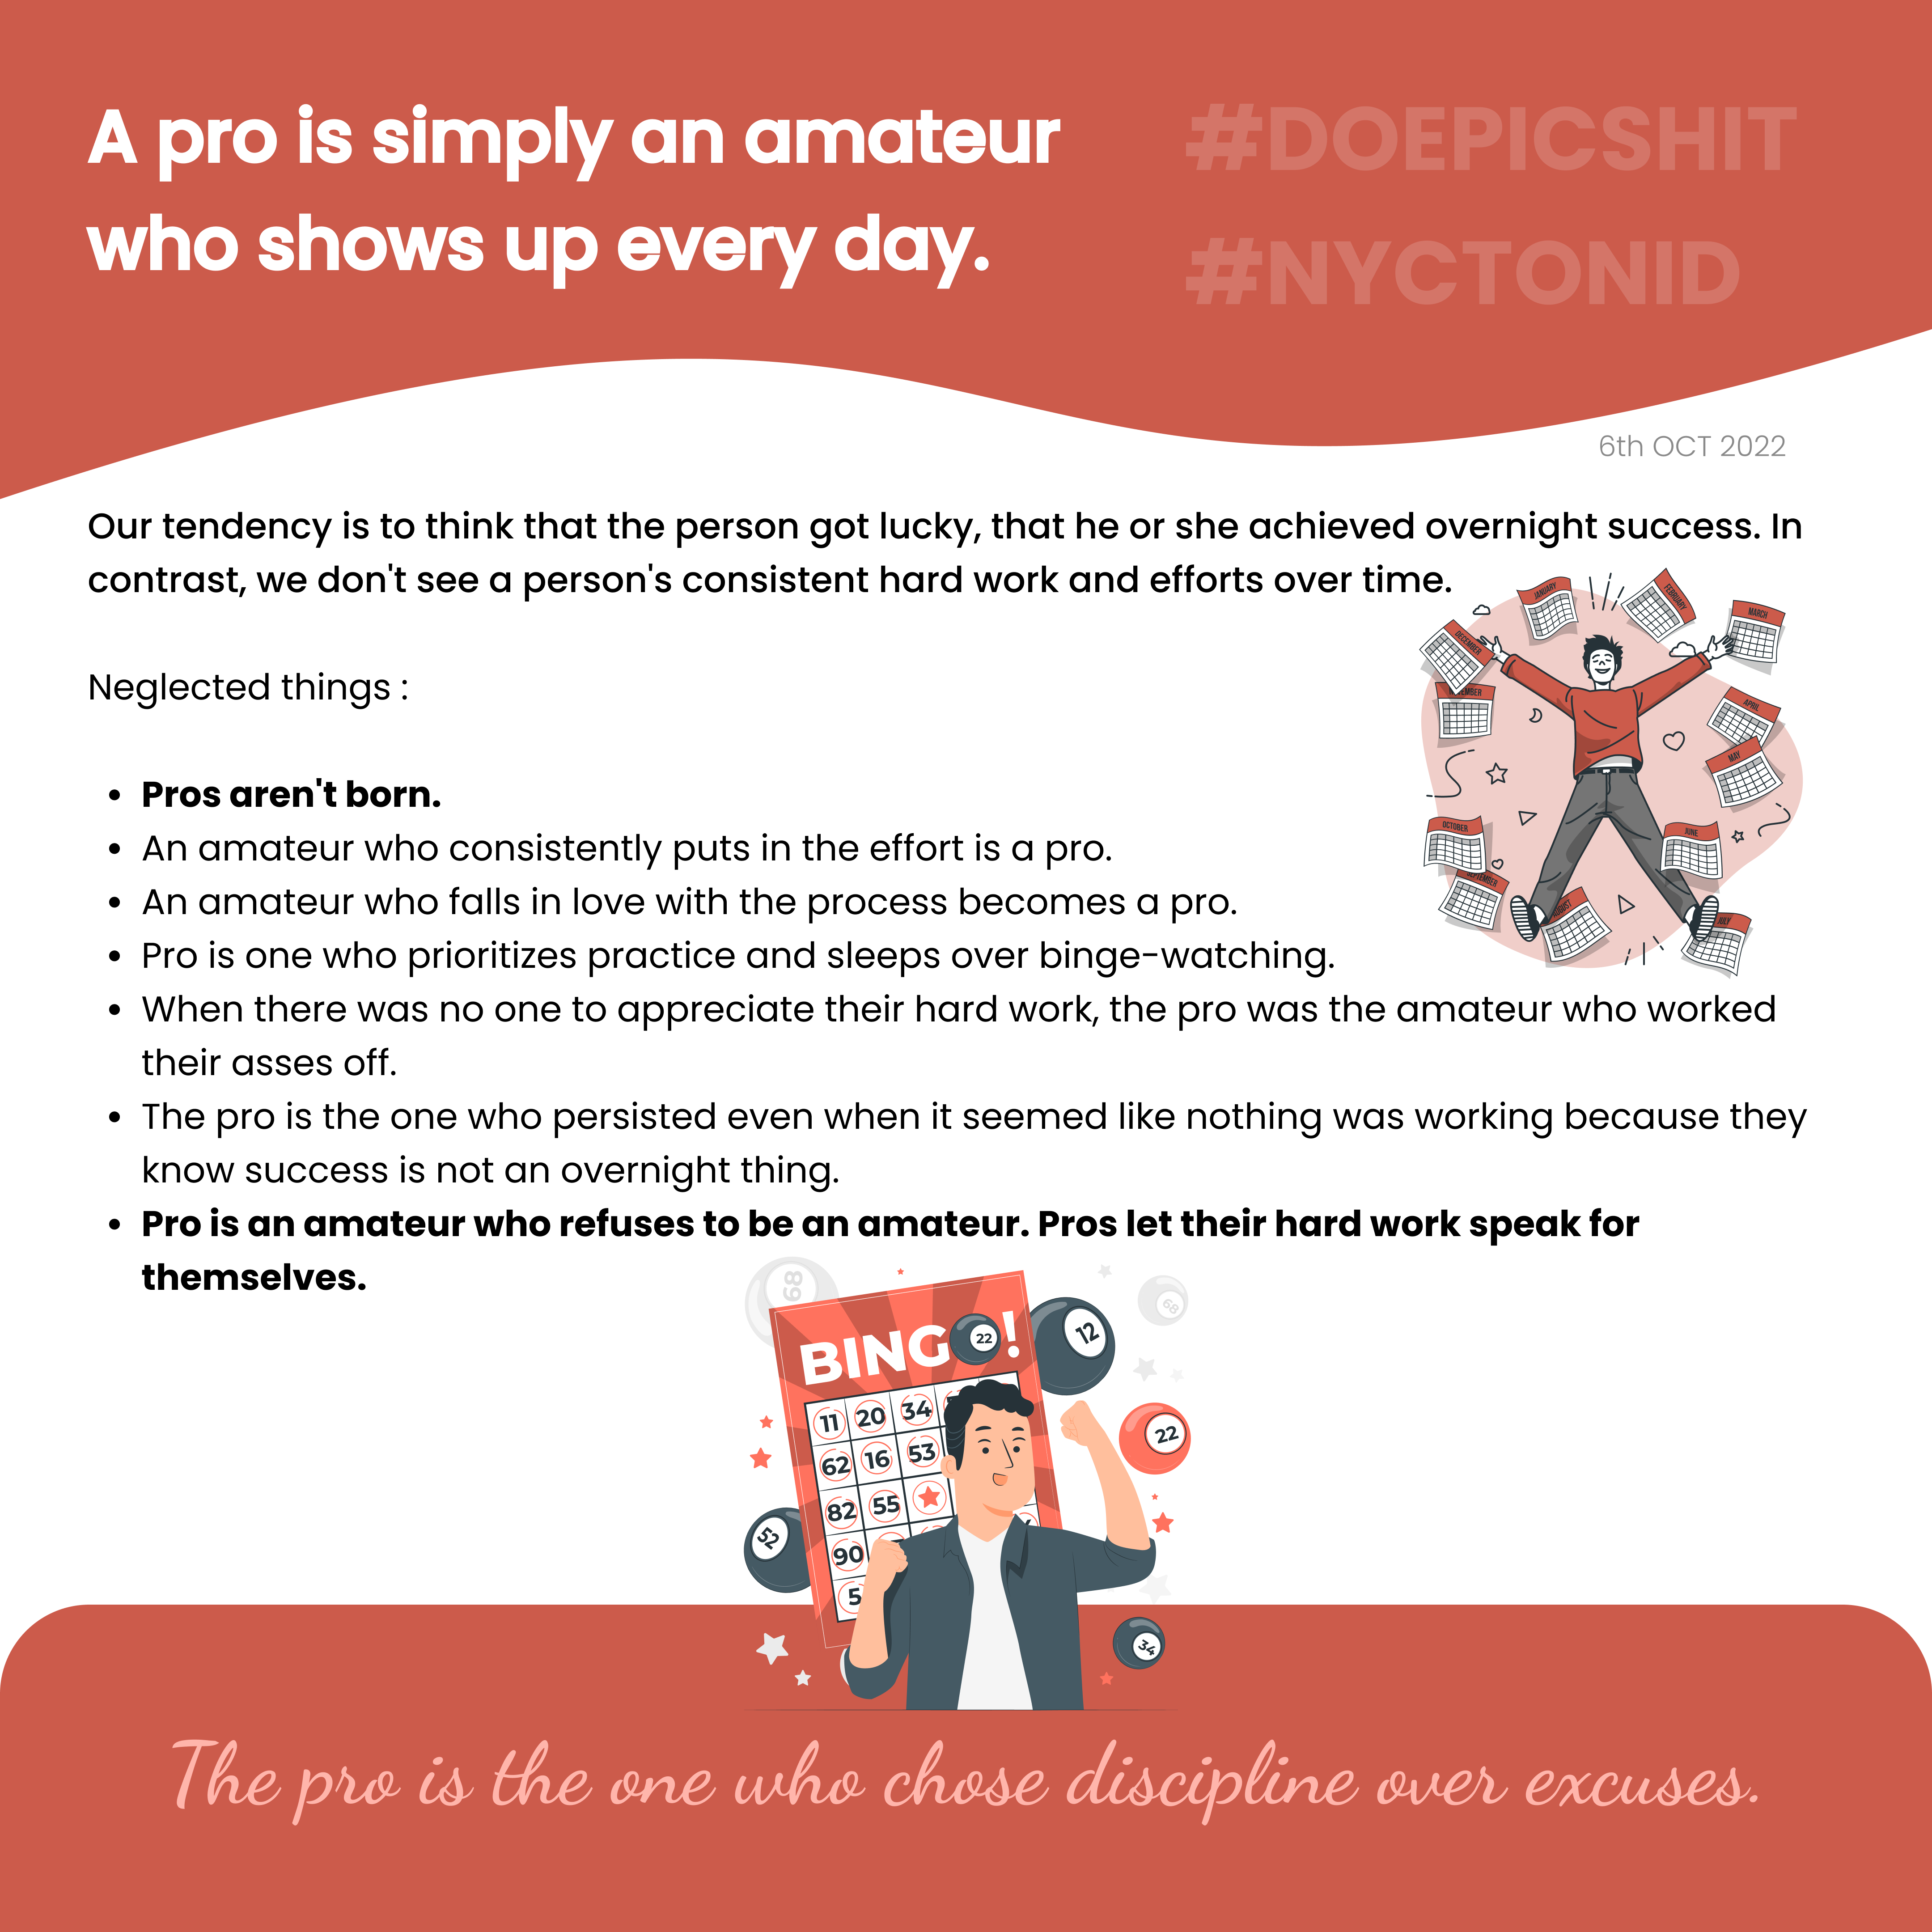 A pro is simply an amateur
who shows up every day.
#DOEPICSHIT
#NYCTONID
6th OCT 2022
Our tendency is to think that the person got lucky, that he or she achieved overnight success. In
contrast, we don't see a person's consistent hard work and efforts over time.
JANUARY
FEBRUARY
MARCH
DECEMBER
Neglected things :
APRIL
MAY
• Pros aren't born.
• An amateur who consistently puts in the effort is a pro.
OCTOBER
JUNE
• An amateur who falls in love with the process becomes a pro.
SEPTEMBER
AUGUST
JULY
• Pro is one who prioritizes practice and sleeps over binge-watching.
• When there was no one to appreciate their hard work, the pro was the amateur who worked
their asses off.
• The pro is the one who persisted even when it seemed like nothing was working because they
know success is not an overnight thing.
• Pro is an amateur who refuses to be an amateur. Pros let their hard work speak for
themselves.
68
68
BINGO!
22
12
11 20 34
22
62 16 53
82 55
52
90
5
34
The pro is the one who chose discipline over excuses.